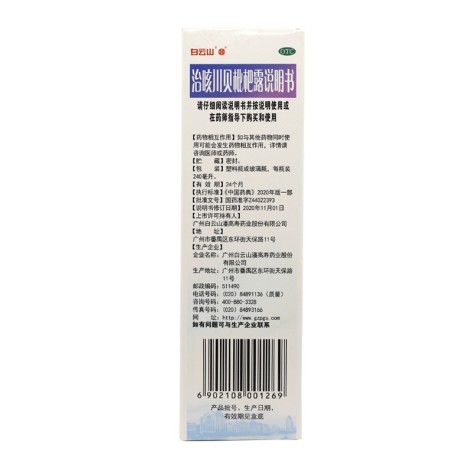 白云山
OTC
治咳川贝枇杷露说明书
请仔细阅读说明书并按说明使用或
在药师指导下购买和使用
【药物相互作用】如与其他药物同时使
用可能会发生药物相互作用，详情请
咨询医师或药师。
【贮　　藏】密封。
【包　　装】塑料瓶或玻璃瓶，每瓶装
240毫升。
【有 效 期】24个月
【执行标准】《中国药典》2020年版一部
【批准文号】国药准字Z44022393
【说明书修订日期】2020年11月01日
【上市许可持有人】
广州白云山潘高寿药业股份有限公司
【地　　址】
广州市番禺区东环街天保路11号
【生产企业】
企业名称：广州白云山潘高寿药业股份
有限公司
生产地址：广州市番禺区东环街天保路
11号
邮政编码：511490
电话号码：（020）84891136（质量）
咨询号码：400-880-3328
传真号码：（020）84893166
网　　址：http://www.gzpgs.com
如有问题可与生产企业联系
6 902108 001269
产品批号、生产日期、
有效期见盒底